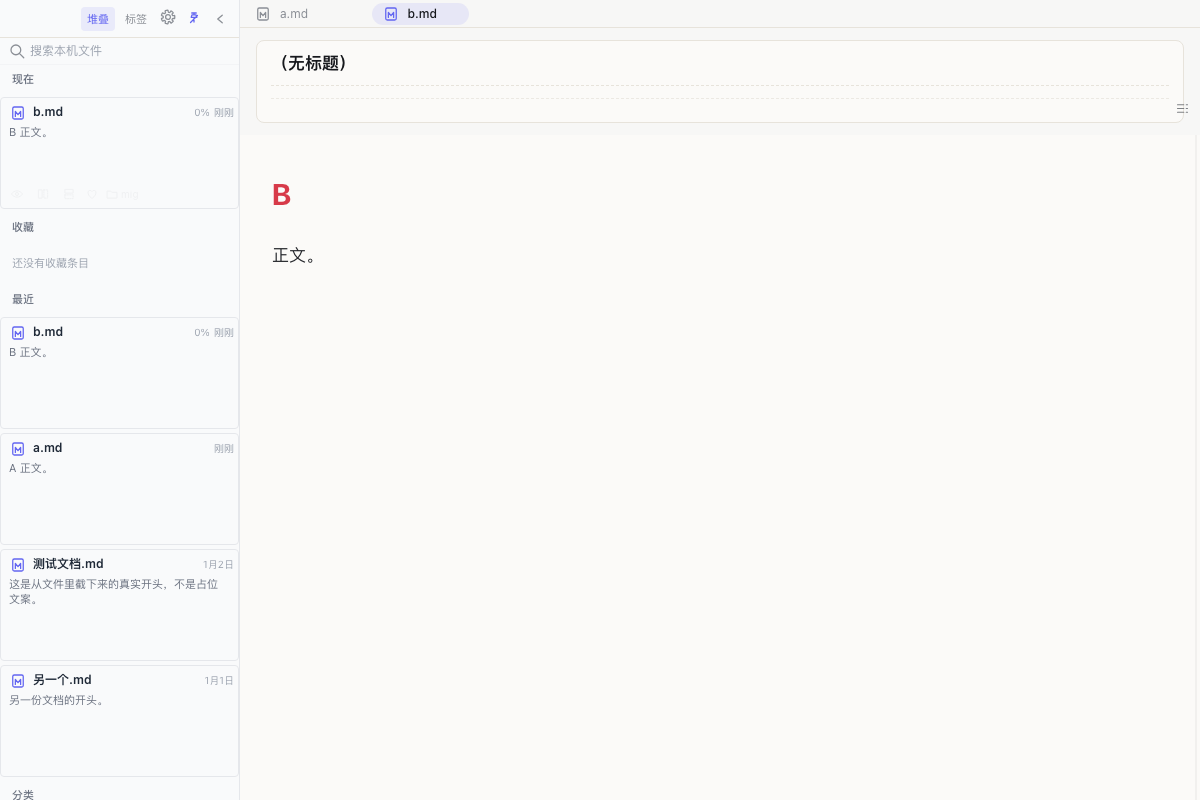 堆叠
标签
搜索本机文件
现在
b.md
0% 刚刚
B 正文。
收藏
还没有收藏条目
最近
b.md
0% 刚刚
B 正文。
a.md
刚刚
A 正文。
测试文档.md
1月2日
这是从文件里截下来的真实开头，不是占位
文案。
另一个.md
1月1日
另一份文档的开头。
分类
a.md
b.md
（无标题）
B
正文。